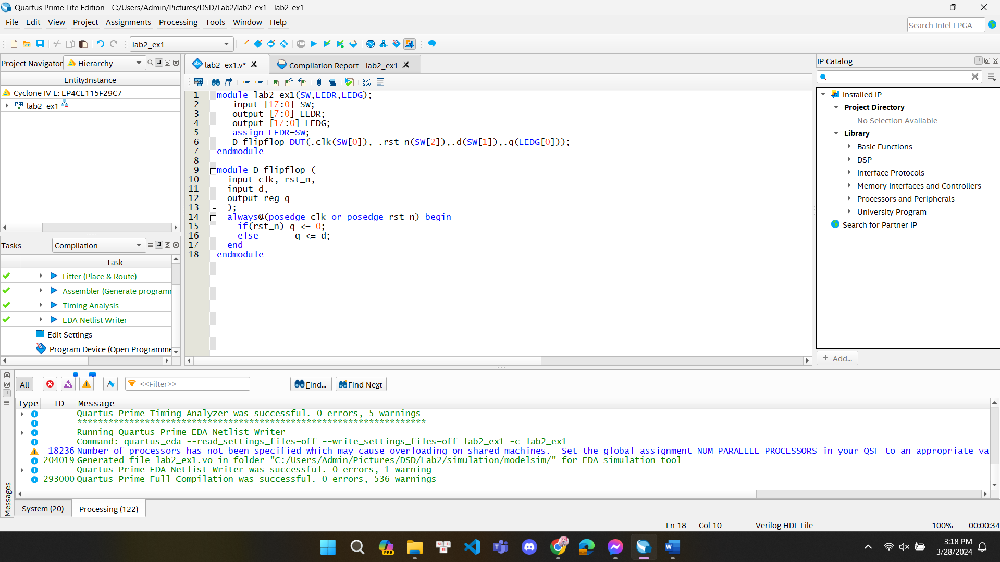 Quartus Prime Lite Edition - C:/Users/Admin/Pictures/DSD/Lab2/lab2_ex1 - lab2_ex1
File Edit View Project Assignments Processing Tools Window Help
Search Intel FPGA
lab2_ex1
STOP
Project Navigator Hierarchy
Entity:Instance
Cyclone IV E: EP4CE115F29C7
abc lab2_ex1
Tasks Compilation
Task
Fitter (Place & Route)
Assembler (Generate programm
Timing Analysis
EDA Netlist Writer
Edit Settings
Program Device (Open Programme
abc lab2_ex1.v* Compilation Report - lab2_ex1
267
268
1 module lab2_ex1(SW,LEDR,LEDG);
2 input [17:0] SW;
3 output [7:0] LEDR;
4 output [17:0] LEDG;
5 assign LEDR=SW;
6 D_flipflop DUT(.clk(SW[0]), .rst_n(SW[2]),.d(SW[1]),.q(LEDG[0]));
7 endmodule
8
9 module D_flipflop (
10 input clk, rst_n,
11 input d,
12 output reg q
13 );
14 always@(posedge clk or posedge rst_n) begin
15 if(rst_n) q <= 0;
16 else q <= d;
17 end
18 endmodule
IP Catalog
Installed IP
Project Directory
No Selection Available
Library
Basic Functions
DSP
Interface Protocols
Memory Interfaces and Controllers
Processors and Peripherals
University Program
Search for Partner IP
+ Add...
All <<Filter>> Find... Find Next
Type ID Message
Quartus Prime Timing Analyzer was successful. 0 errors, 5 warnings
*******************************************************************
Running Quartus Prime EDA Netlist Writer
Command: quartus_eda --read_settings_files=off --write_settings_files=off lab2_ex1 -c lab2_ex1
18236 Number of processors has not been specified which may cause overloading on shared machines. Set the global assignment NUM_PARALLEL_PROCESSORS in your QSF to an appropriate va
204019 Generated file lab2_ex1.vo in folder "C:/Users/Admin/Pictures/DSD/Lab2/simulation/modelsim/" for EDA simulation tool
Quartus Prime EDA Netlist Writer was successful. 0 errors, 1 warning
293000 Quartus Prime Full Compilation was successful. 0 errors, 536 warnings
Messages
System (20) Processing (122)
Ln 18 Col 10 Verilog HDL File 100% 00:00:34
PRE
3:18 PM
3/28/2024